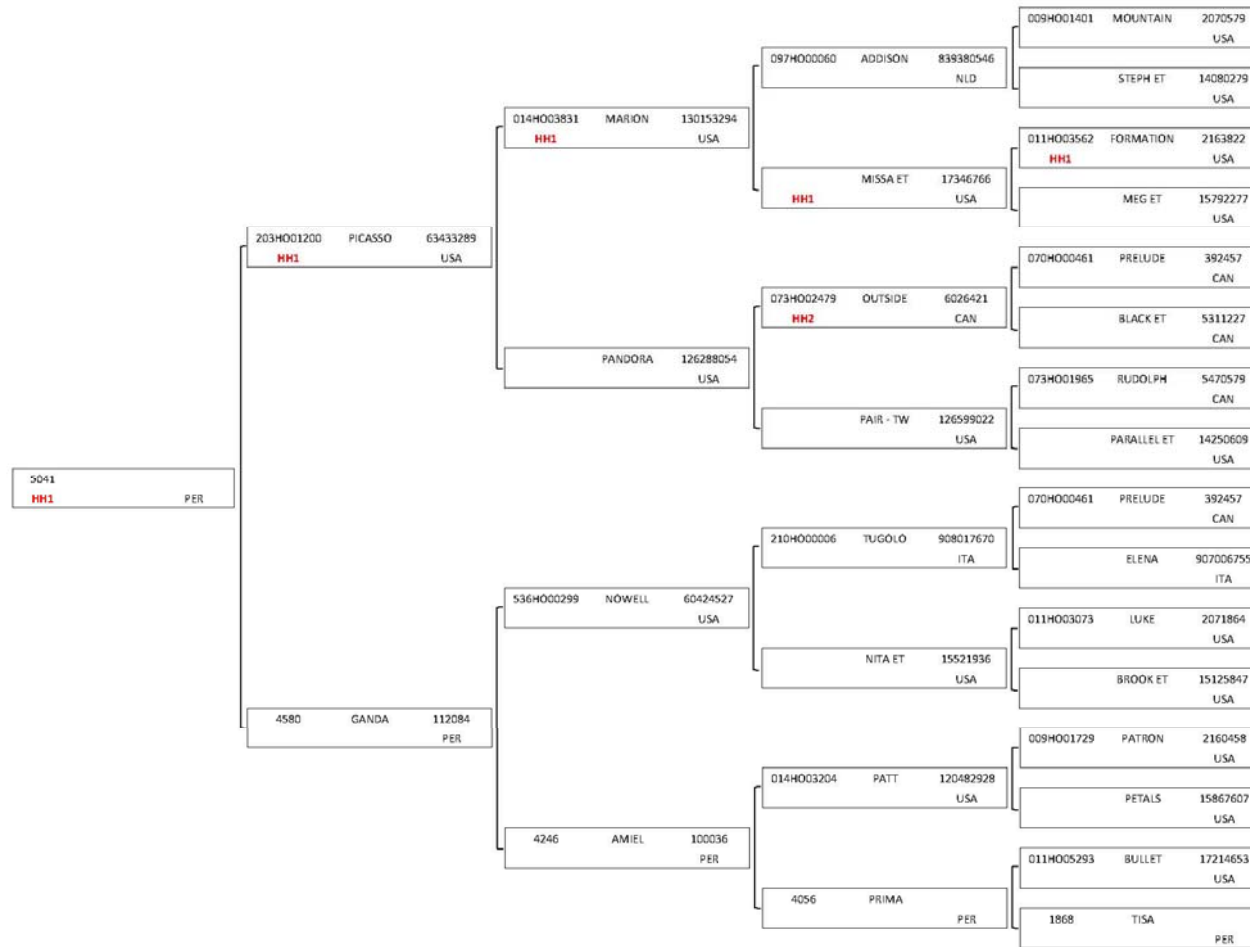 009HO01401 MOUNTAIN 2070579
USA
097HO00060 ADDISON 839380546
NLD
STEPH ET 14080279
USA
014HO03831 MARION 130153294
HH1 USA
011HO03562 FORMATION 2163822
HH1 USA
MISSA ET 17346766
HH1 USA
MEG ET 15792277
USA
203HO01200 PICASSO 63433289
HH1 USA
070HO00461 PRELUDE 392457
CAN
073HO02479 OUTSIDE 6026421
HH2 CAN
BLACK ET 5311227
CAN
PANDORA 126288054
USA
073HO01965 RUDOLPH 5470579
CAN
PAIR - TW 126599022
USA
PARALLEL ET 14250609
USA
5041
HH1 PER
070HO00461 PRELUDE 392457
CAN
210HO00006 TUGOLO 908017670
ITA
ELENA 907006755
ITA
536HO00299 NOWELL 60424527
USA
011HO03073 LUKE 2071864
USA
NITA ET 15521936
USA
BROOK ET 15125847
USA
4580 GANDA 112084
PER
009HO01729 PATRON 2160458
USA
014HO03204 PATT 120482928
USA
PETALS 15867607
USA
4246 AMIEL 100036
PER
011HO05293 BULLET 17214653
USA
4056 PRIMA
PER
1868 TISA
PER